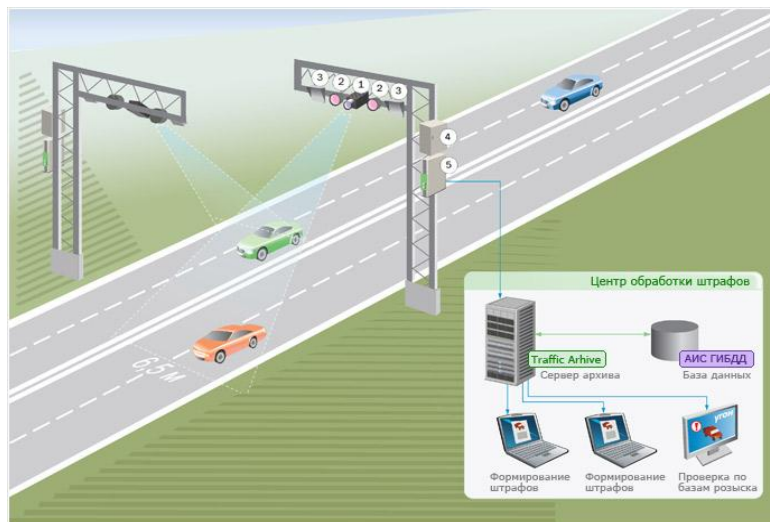 3
2
1
2
3
4
5
6,5 м
Центр обработки штрафов
Traffic Arhive
АИС ГИБДД
Сервер архива
База данных
угон
Формирование
штрафов
Формирование
штрафов
Проверка по
базам розыска